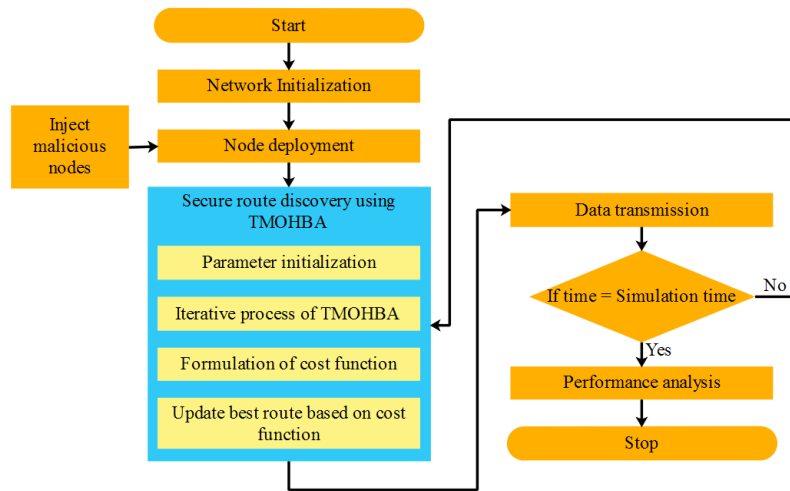 Start
Network Initialization
Inject
malicious
nodes
Node deployment
Secure route discovery using
TMOHBA
Parameter initialization
Iterative process of TMOHBA
Formulation of cost function
Update best route based on cost
function
Data transmission
If time = Simulation time
No
Yes
Performance analysis
Stop